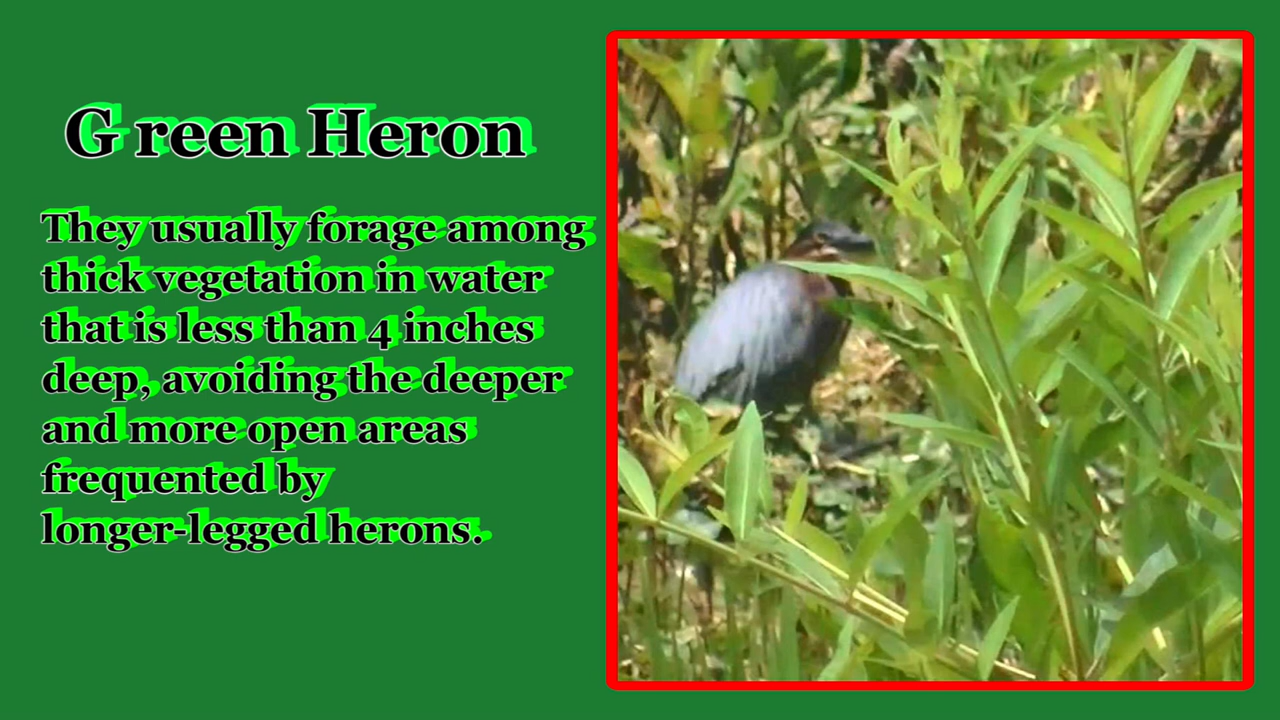 G reen Heron
They usually forage among
thick vegetation in water
that is less than 4 inches
deep, avoiding the deeper
and more open areas
frequented by
longer-legged herons.